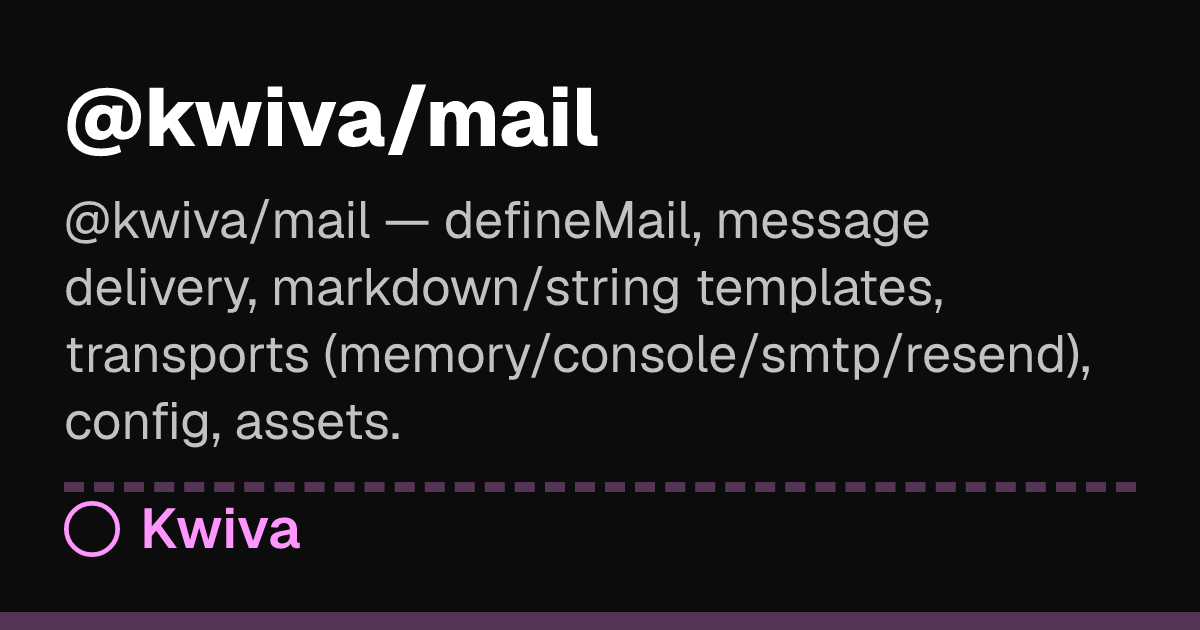 @kwiva/mail
@kwiva/mail — defineMail, message
delivery, markdown/string templates,
transports (memory/console/smtp/resend),
config, assets.
Kwiva